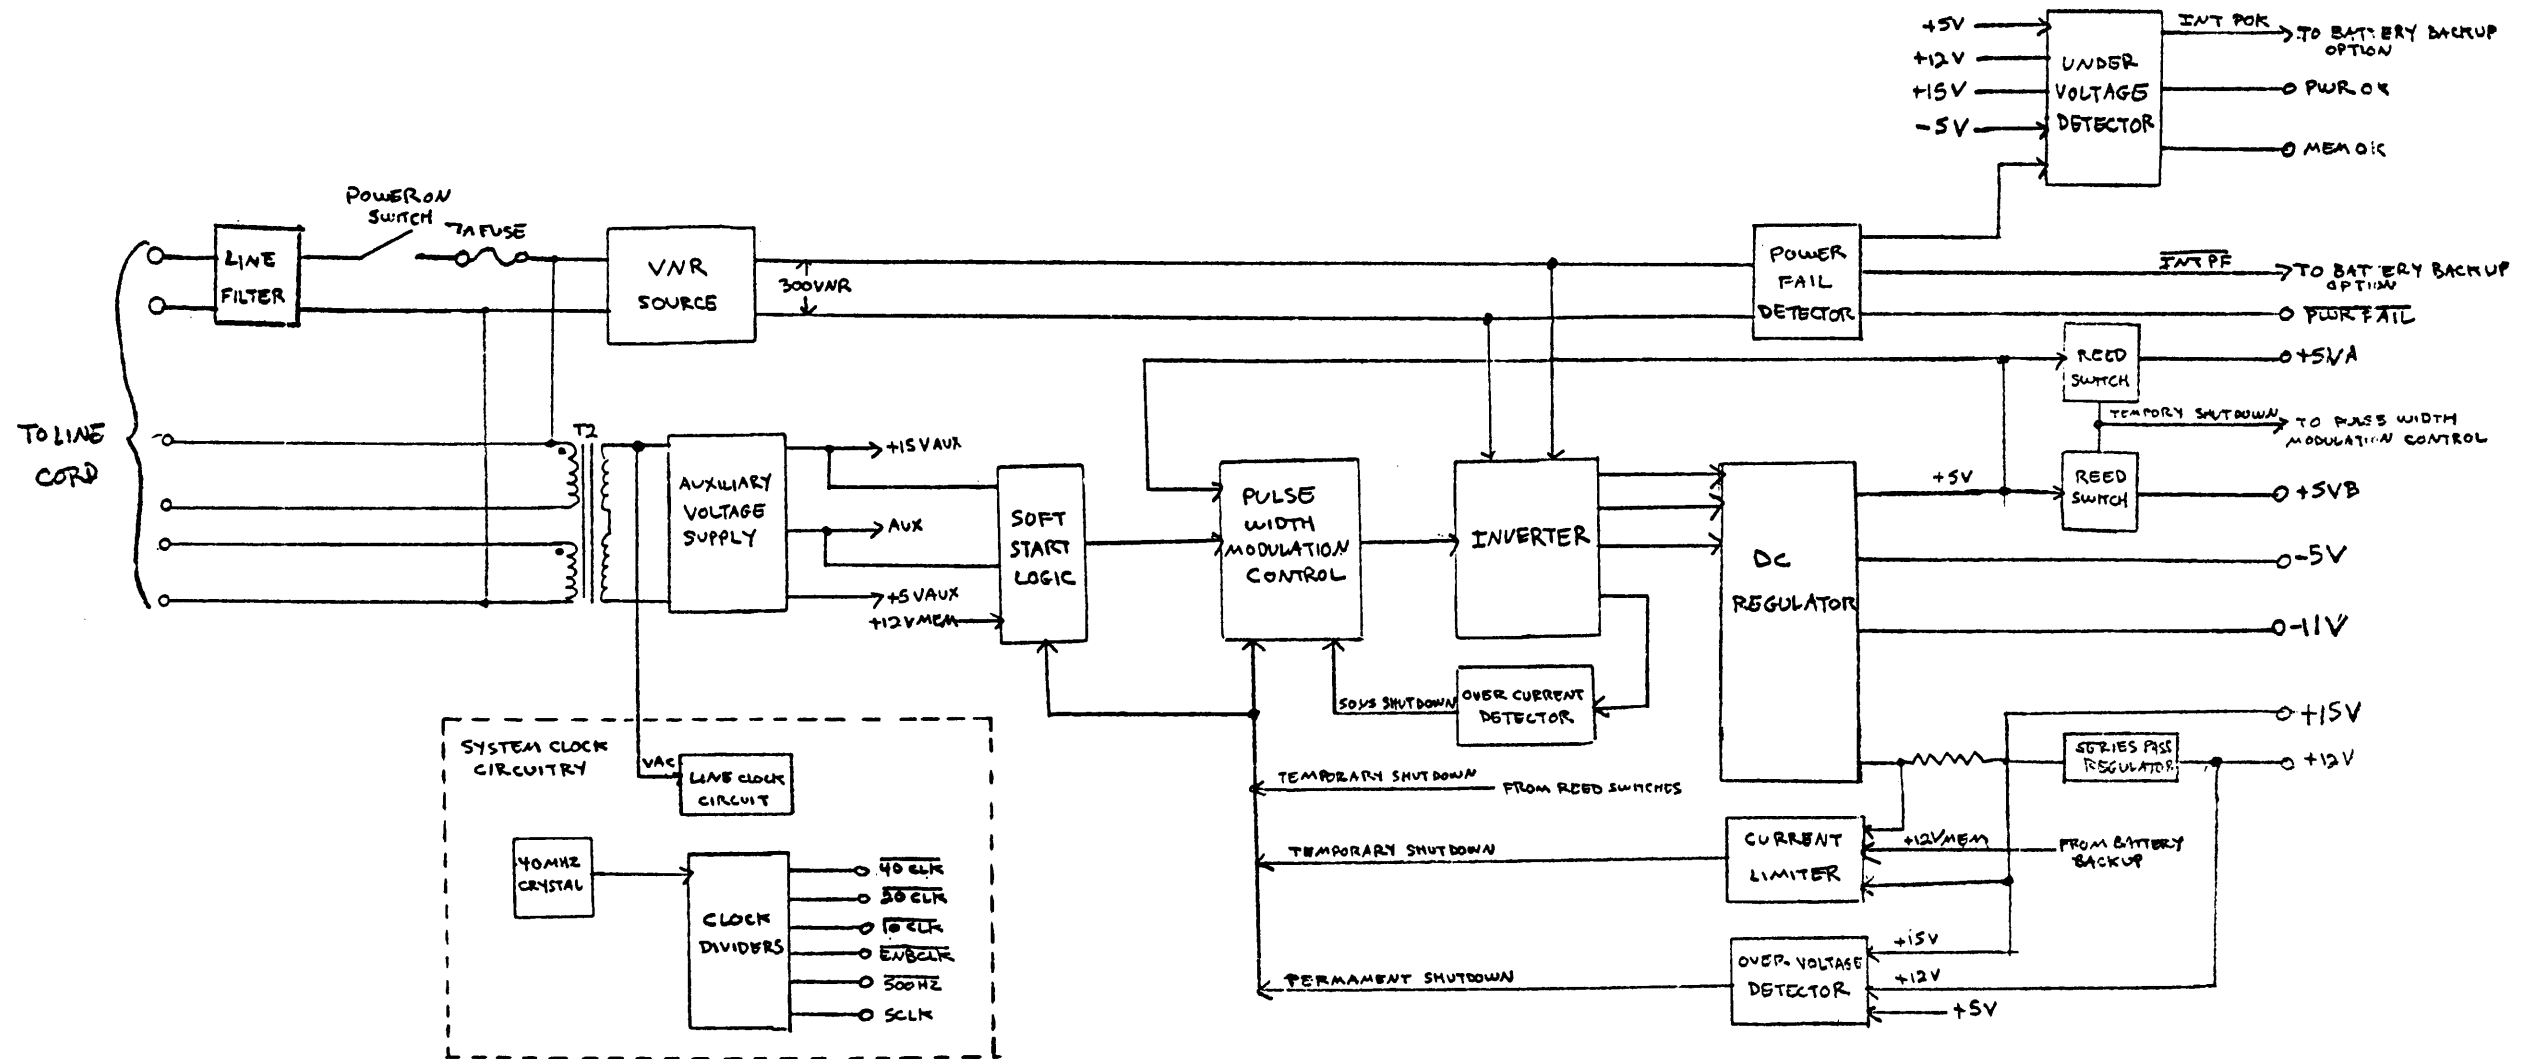 +5V
+12V
+15V
-5V
UNDER
VOLTAGE
DETECTOR
INT POK
TO BATTERY BACKUP
OPTION
PWR OK
MEM OK
POWER ON
SWITCH
7A FUSE
LINE
FILTER
VNR
SOURCE
300VNR
POWER
FAIL
DETECTOR
INT PF
TO BATTERY BACKUP
OPTION
PWR FAIL
REED
SWITCH
+5VA
TEMPORY SHUTDOWN
TO PULSE WIDTH
MODULATION CONTROL
REED
SWITCH
+5V
+5VB
TO LINE
CORD
T2
AUXILIARY
VOLTAGE
SUPPLY
+15VAUX
AUX
+5VAUX
+12VMEM
SOFT
START
LOGIC
PULSE
WIDTH
MODULATION
CONTROL
INVERTER
DC
REGULATOR
-5V
-11V
+15V
+12V
SERIES PASS
REGULATOR
50US SHUTDOWN
OVER CURRENT
DETECTOR
TEMPORARY SHUTDOWN
FROM REED SWITCHES
TEMPORARY SHUTDOWN
CURRENT
LIMITER
+12VMEM
FROM BATTERY
BACKUP
PERMAMENT SHUTDOWN
OVER-VOLTAGE
DETECTOR
+15V
+12V
+5V
SYSTEM CLOCK
CIRCUITRY
VAC
LINE CLOCK
CIRCUIT
40MHZ
CRYSTAL
CLOCK
DIVIDERS
40 CLK
20 CLK
10 CLK
ENBCLK
500HZ
SCLK